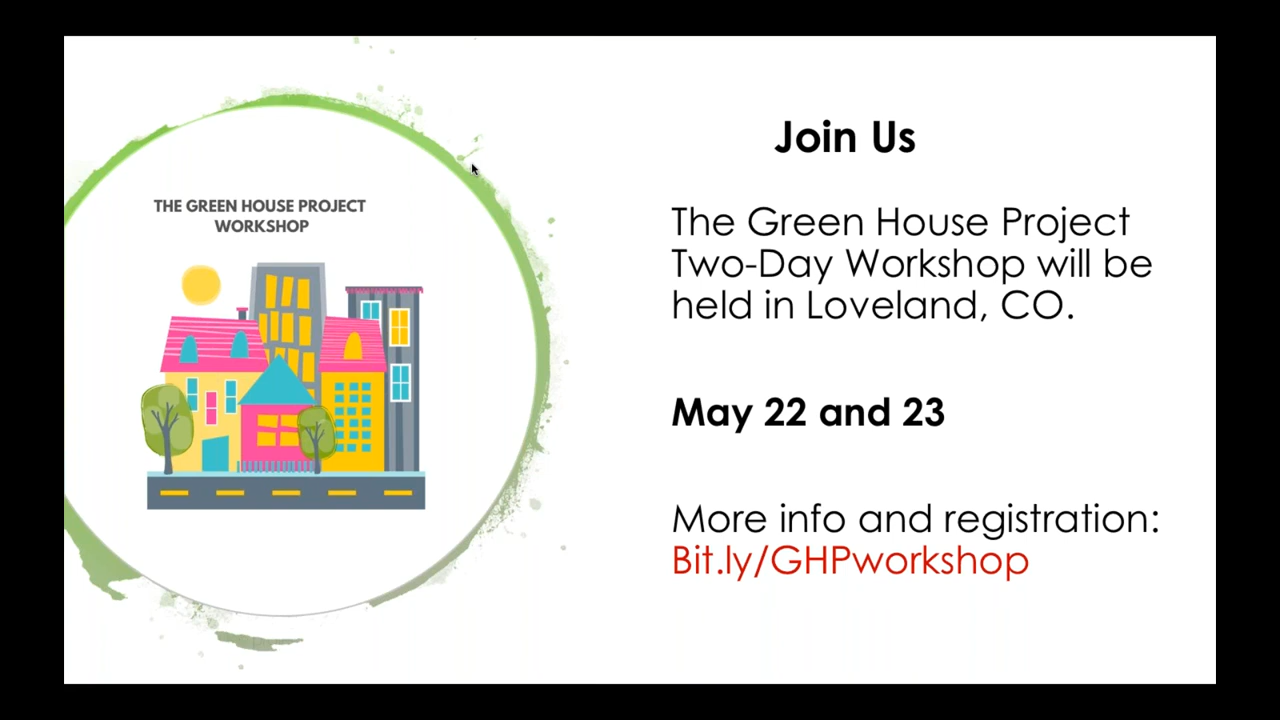 THE GREEN HOUSE PROJECT
WORKSHOP
Join Us
The Green House Project
Two-Day Workshop will be
held in Loveland, CO.
May 22 and 23
More info and registration:
Bit.ly/GHPworkshop